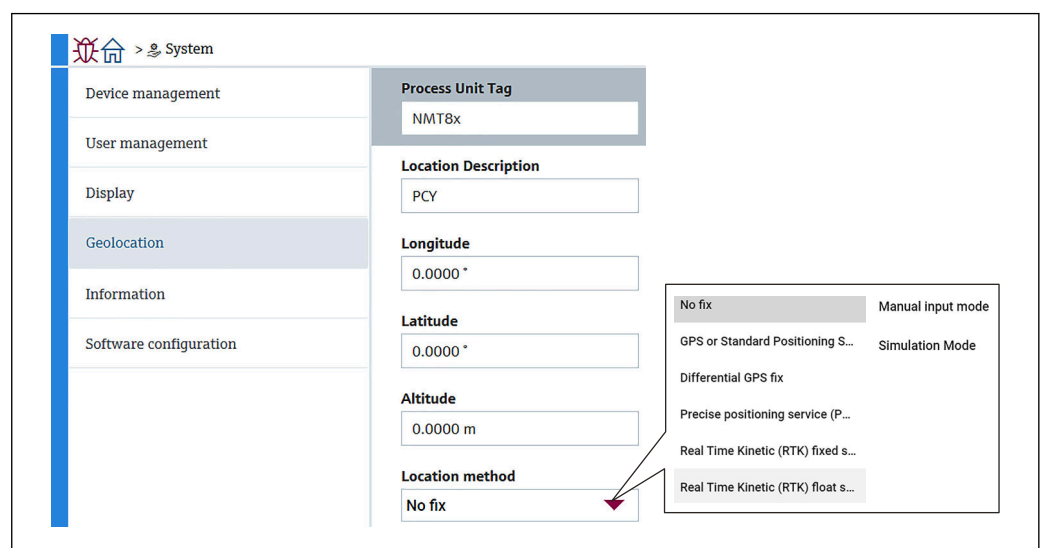 > System
Device management
User management
Display
Geolocation
Information
Software configuration
Process Unit Tag
NMT8x
Location Description
PCY
Longitude
0.0000 °
Latitude
0.0000 °
Altitude
0.0000 m
Location method
No fix
No fix
GPS or Standard Positioning S...
Differential GPS fix
Precise positioning service (P...
Real Time Kinetic (RTK) fixed s...
Real Time Kinetic (RTK) float s...
Manual input mode
Simulation Mode